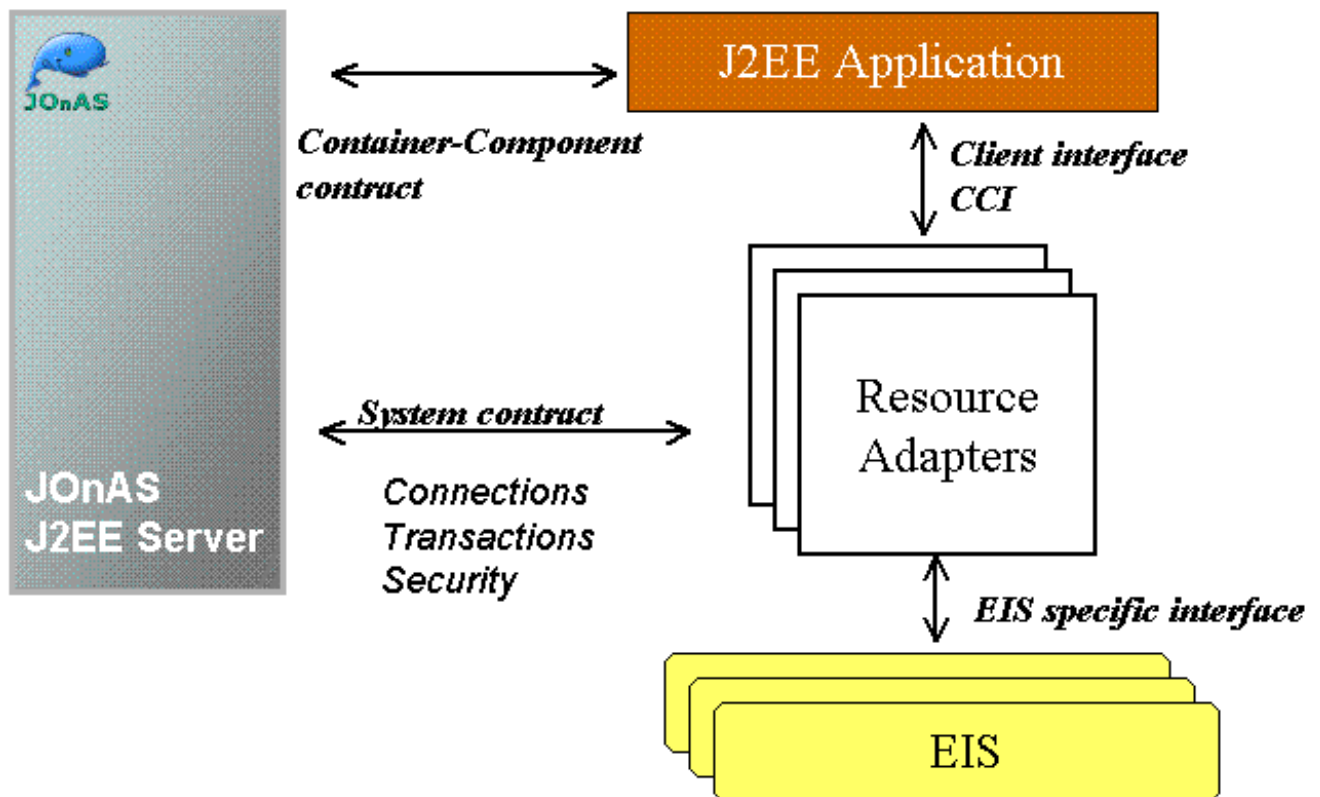 JOnAS
J2EE Application
Container-Component
contract
Client interface
CCI
System contract
Resource
Adapters
Connections
Transactions
Security
JOnAS
J2EE Server
EIS specific interface
EIS